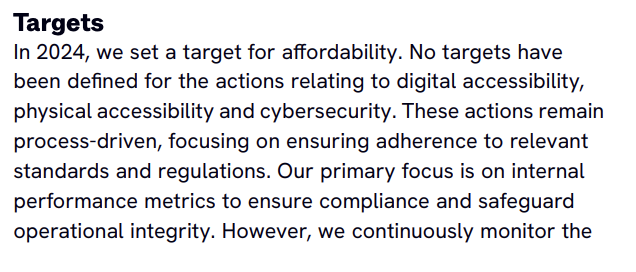 Targets
In 2024, we set a target for affordability. No targets have
been defined for the actions relating to digital accessibility,
physical accessibility and cybersecurity. These actions remain
process-driven, focusing on ensuring adherence to relevant
standards and regulations. Our primary focus is on internal
performance metrics to ensure compliance and safeguard
operational integrity. However, we continuously monitor the